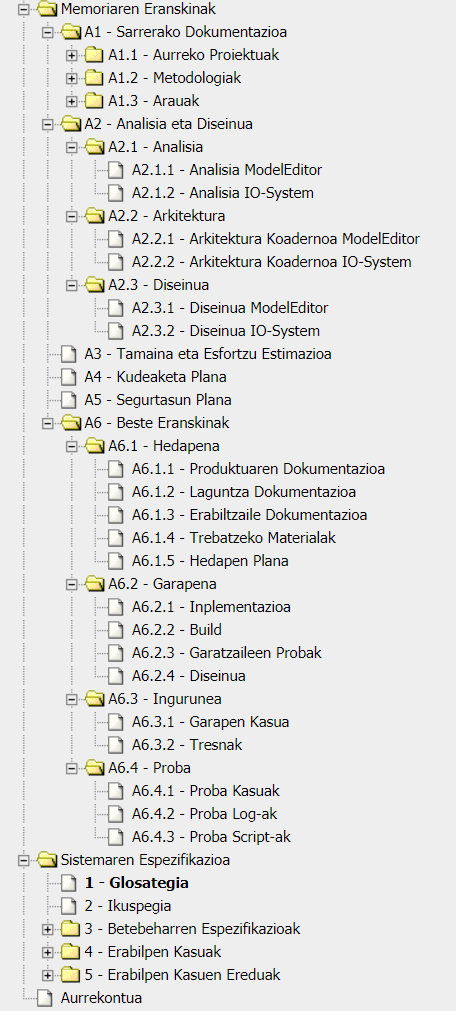 Memoriaren Eranskinak
A1 - Sarrerako Dokumentazioa
A1.1 - Aurreko Proiektuak
A1.2 - Metodologiak
A1.3 - Arauak
A2 - Analisia eta Diseinua
A2.1 - Analisia
A2.1.1 - Analisia ModelEditor
A2.1.2 - Analisia IO-System
A2.2 - Arkitektura
A2.2.1 - Arkitektura Koadernoa ModelEditor
A2.2.2 - Arkitektura Koadernoa IO-System
A2.3 - Diseinua
A2.3.1 - Diseinua ModelEditor
A2.3.2 - Diseinua IO-System
A3 - Tamaina eta Esfortzu Estimazioa
A4 - Kudeaketa Plana
A5 - Segurtasun Plana
A6 - Beste Eranskinak
A6.1 - Hedapena
A6.1.1 - Produktuaren Dokumentazioa
A6.1.2 - Laguntza Dokumentazioa
A6.1.3 - Erabiltzaile Dokumentazioa
A6.1.4 - Trebatzeko Materialak
A6.1.5 - Hedapen Plana
A6.2 - Garapena
A6.2.1 - Inplementazioa
A6.2.2 - Build
A6.2.3 - Garatzaileen Probak
A6.2.4 - Diseinua
A6.3 - Ingurunea
A6.3.1 - Garapen Kasua
A6.3.2 - Tresnak
A6.4 - Proba
A6.4.1 - Proba Kasuak
A6.4.2 - Proba Log-ak
A6.4.3 - Proba Script-ak
Sistemaren Espezifikazioa
1 - Glosategia
2 - Ikuspegia
3 - Betebeharren Espezifikazioak
4 - Erabilpen Kasuak
5 - Erabilpen Kasuen Ereduak
Aurrekontua